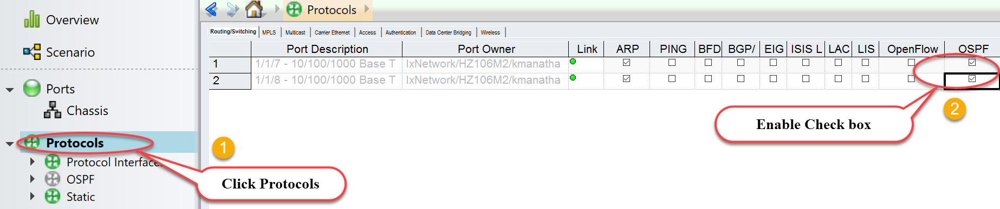 Overview
Scenario
Ports
Chassis
Protocols
Protocol Interfaces
OSPF
Static
1
Click Protocols
Protocols
Routing/Switching MPLS Multicast Carrier Ethernet Access Authentication Data Center Bridging Wireless
Port Description Port Owner Link ARP PING BFD BGP/ EIG ISIS L LAC LIS OpenFlow OSPF
1 1/1/7 - 10/100/1000 Base T IxNetwork/HZ106M2/kmanatha
2 1/1/8 - 10/100/1000 Base T IxNetwork/HZ106M2/kmanatha
2
Enable Check box